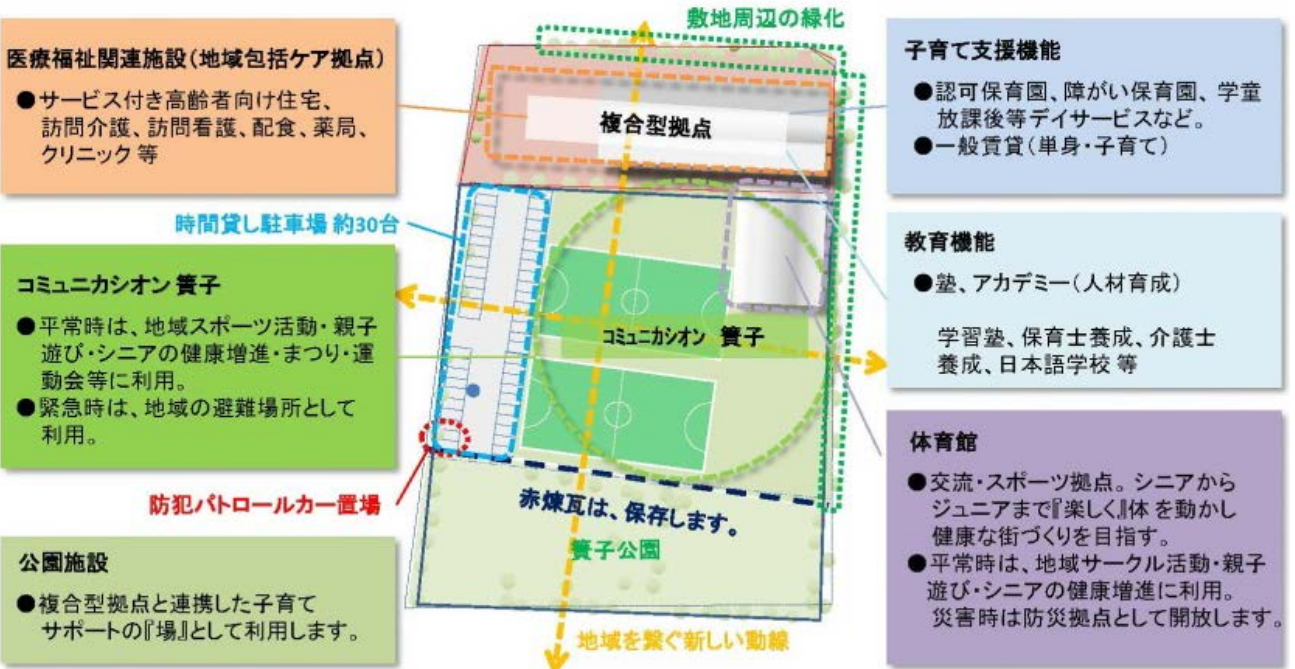 敷地周辺の緑化
医療福祉関連施設(地域包括ケア拠点)
●サービス付き高齢者向け住宅、
訪問介護、訪問看護、配食、薬局、
クリニック 等
複合型拠点
子育て支援機能
●認可保育園、障がい保育園、学童
放課後等デイサービスなど。
●一般賃貸(単身・子育て)
時間貸し駐車場 約30台
コミュニカシオン 簀子
●平常時は、地域スポーツ活動・親子
遊び・シニアの健康増進・まつり・運
動会等に利用。
●緊急時は、地域の避難場所として
利用。
コミュニカシオン 簀子
教育機能
●塾、アカデミー(人材育成)
学習塾、保育士養成、介護士
養成、日本語学校 等
防犯パトロールカー置場
赤煉瓦は、保存します。
簀子公園
体育館
●交流・スポーツ拠点。シニアから
ジュニアまで『楽しく』体を動かし
健康な街づくりを目指す。
●平常時は、地域サークル活動・親子
遊び・シニアの健康増進に利用。
災害時は防災拠点として開放します。
公園施設
●複合型拠点と連携した子育て
サポートの『場』として利用します。
地域を繋ぐ新しい動線